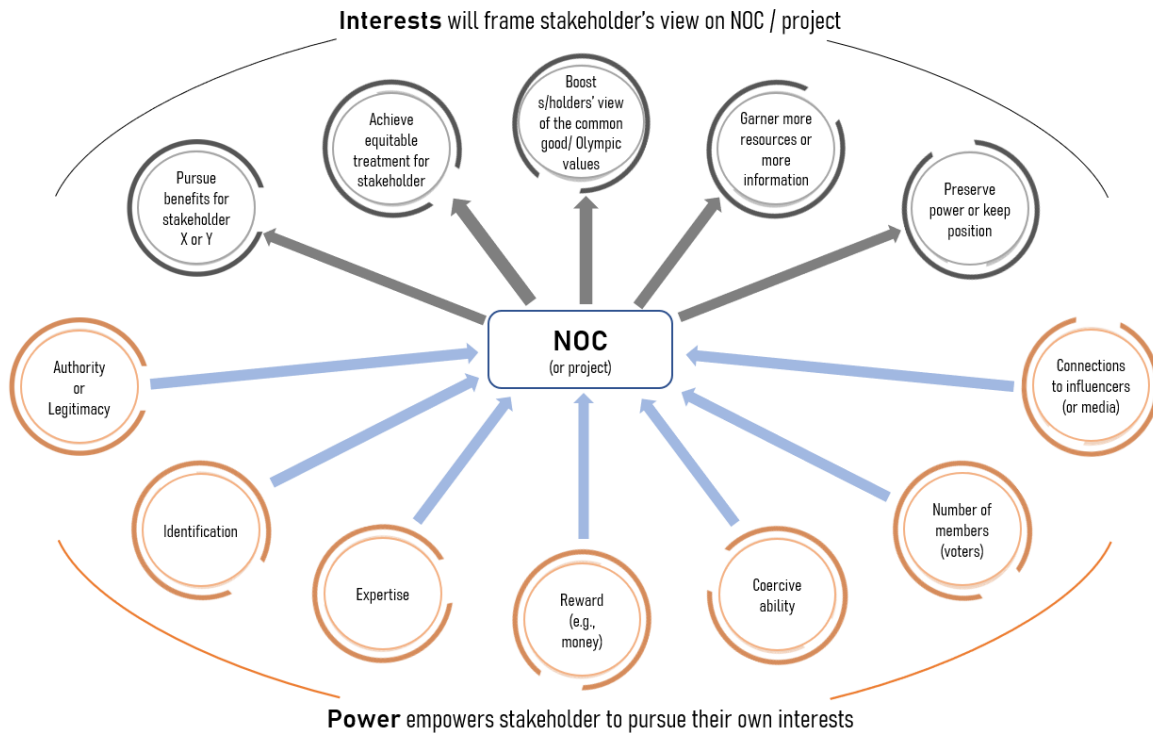 Interests will frame stakeholder's view on NOC / project
Boost
s/holders' view
of the common
good/ Olympic
values
Achieve
equitable
treatment for
stakeholder
Garner more
resources or
more
information
Pursue
benefits for
stakeholder
X or Y
Preserve
power or keep
position
NOC
(or project)
Authority
or
Legitimacy
Connections
to influencers
(or media)
Identification
Number of
members
(voters)
Expertise
Reward
(e.g.,
money)
Coercive
ability
Power empowers stakeholder to pursue their own interests